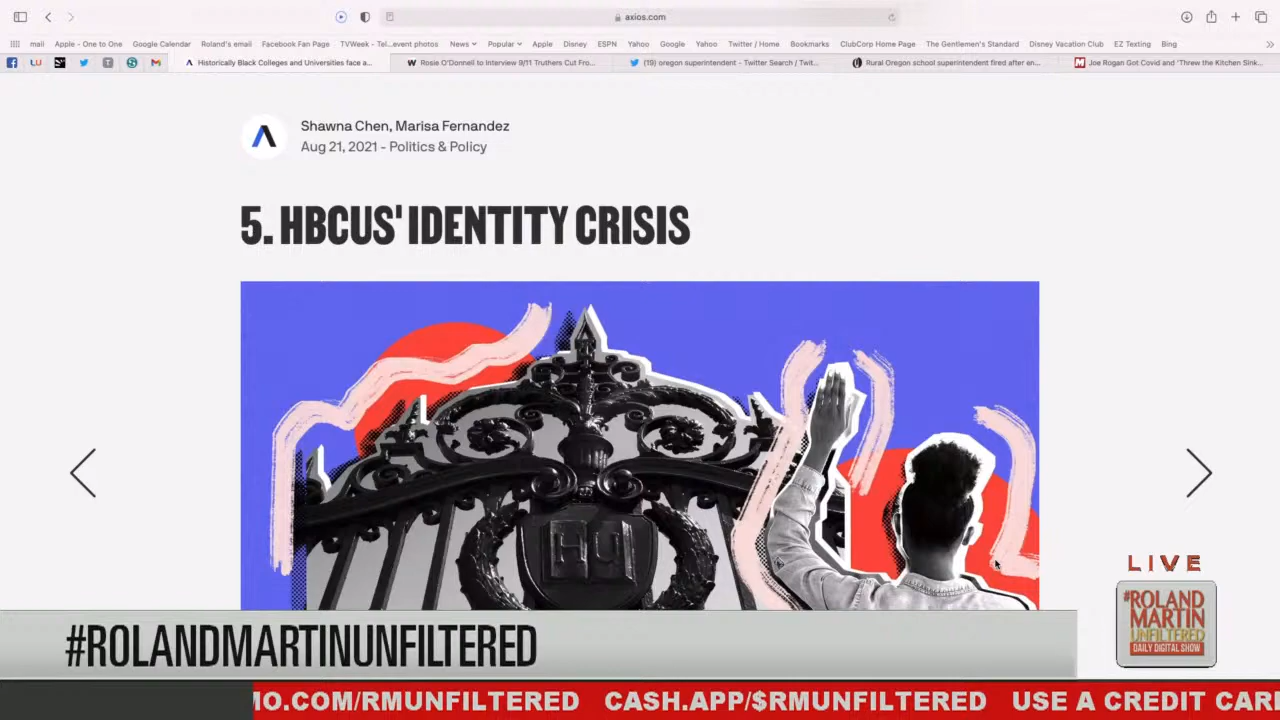 axios.com
mail Apple - One to One Google Calendar Roland's email Facebook Fan Page TVWeek - Tel...event photos News Popular Apple Disney ESPN Yahoo Google Yahoo Twitter / Home Bookmarks ClubCorp Home Page The Gentlemen's Standard Disney Vacation Club EZ Texting Bing
Historically Black Colleges and Universities face a... Rosie O'Donnell to Interview 9/11 Truthers Cut Fro... (19) oregon superintendent - Twitter Search / Twit... Rural Oregon school superintendent fired after en... Joe Rogan Got Covid and 'Threw the Kitchen Sink...
Shawna Chen, Marisa Fernandez
Aug 21, 2021 - Politics & Policy
5. HBCUS' IDENTITY CRISIS
HU
LIVE
#ROLAND
MARTIN
UNFILTERED
DAILY DIGITAL SHOW
#ROLANDMARTINUNFILTERED
MO.COM/RMUNFILTERED CASH.APP/$RMUNFILTERED USE A CREDIT CAR